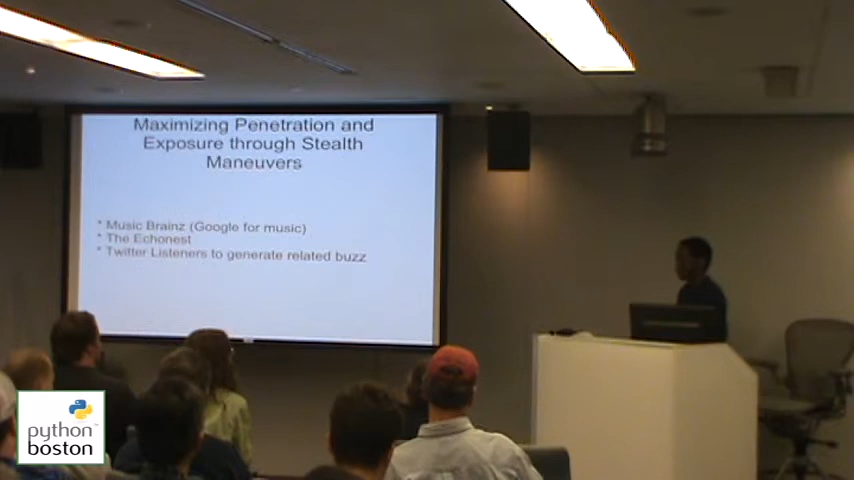 Maximizing Penetration and
Exposure through Stealth
Maneuvers
* Music Brainz (Google for music)
* The Echonest
* Twitter Listeners to generate related buzz
python™
boston